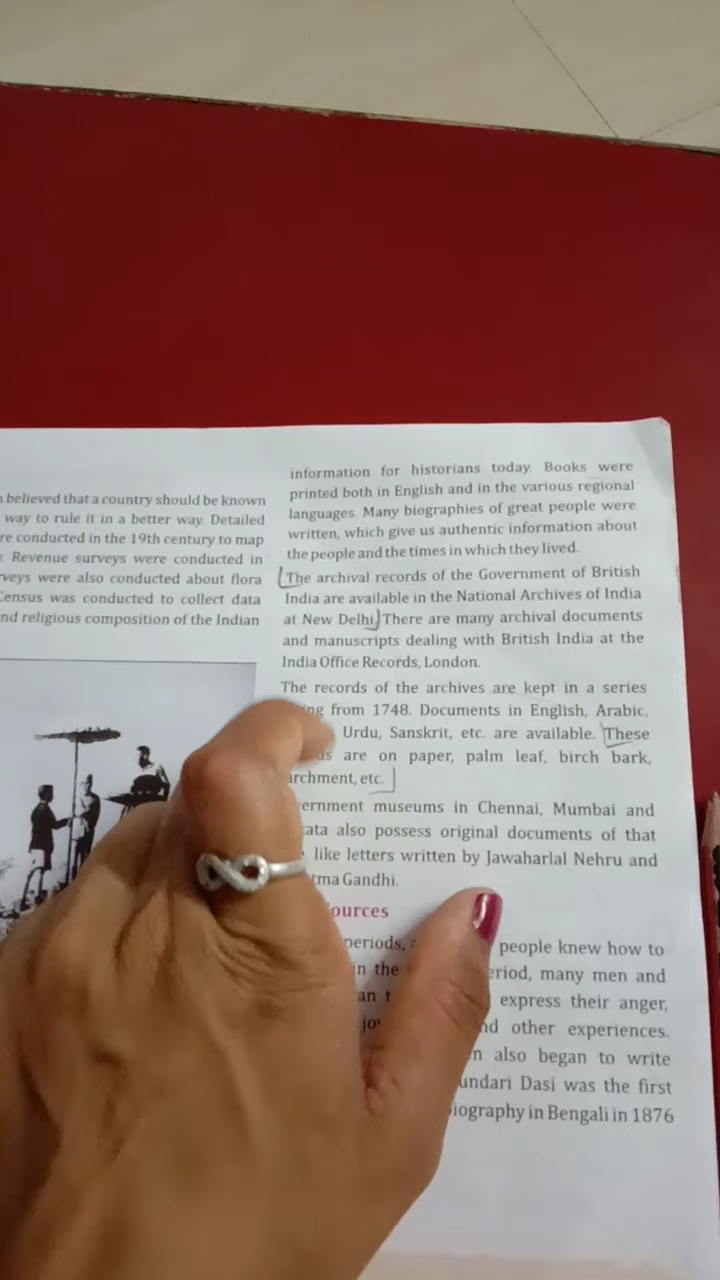 believed that a country should be known
way to rule it in a better way. Detailed
re conducted in the 19th century to map
Revenue surveys were conducted in
veys were also conducted about flora
Census was conducted to collect data
nd religious composition of the Indian
information for historians today. Books were
printed both in English and in the various regional
languages. Many biographies of great people were
written, which give us authentic information about
the people and the times in which they lived.
The archival records of the Government of British
India are available in the National Archives of India
at New Delhi. There are many archival documents
and manuscripts dealing with British India at the
India Office Records, London.
The records of the archives are kept in a series
ng from 1748. Documents in English, Arabic,
Urdu, Sanskrit, etc. are available. These
ds are on paper, palm leaf, birch bark,
archment, etc.
vernment museums in Chennai, Mumbai and
ata also possess original documents of that
like letters written by Jawaharlal Nehru and
tma Gandhi.
ources
periods, people knew how to
n the eriod, many men and
an t express their anger,
jo nd other experiences.
n also began to write
undari Dasi was the first
iography in Bengali in 1876